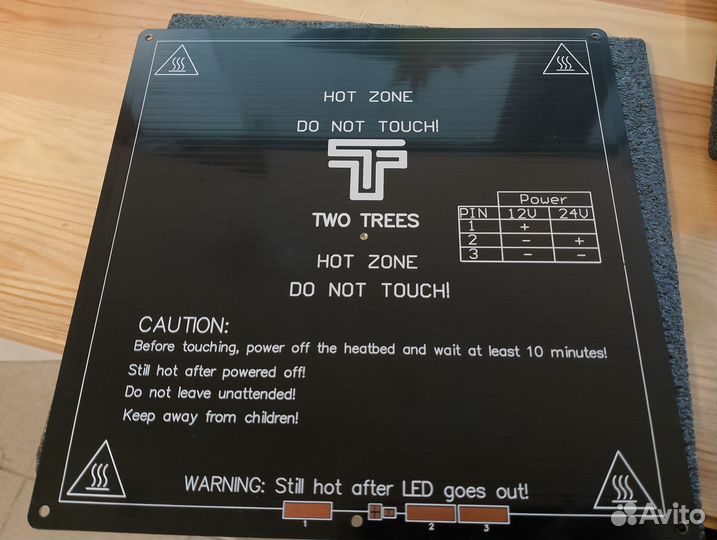 HOT ZONE
DO NOT TOUCH!
TWO TREES
Power
PIN 12V 24V
1 +
2 - +
3 - -
HOT ZONE
DO NOT TOUCH!
CAUTION:
Before touching, power off the heatbed and wait at least 10 minutes!
Still hot after powered off!
Do not leave unattended!
Keep away from children!
WARNING: Still hot after LED goes out!
1 2 3
Avito